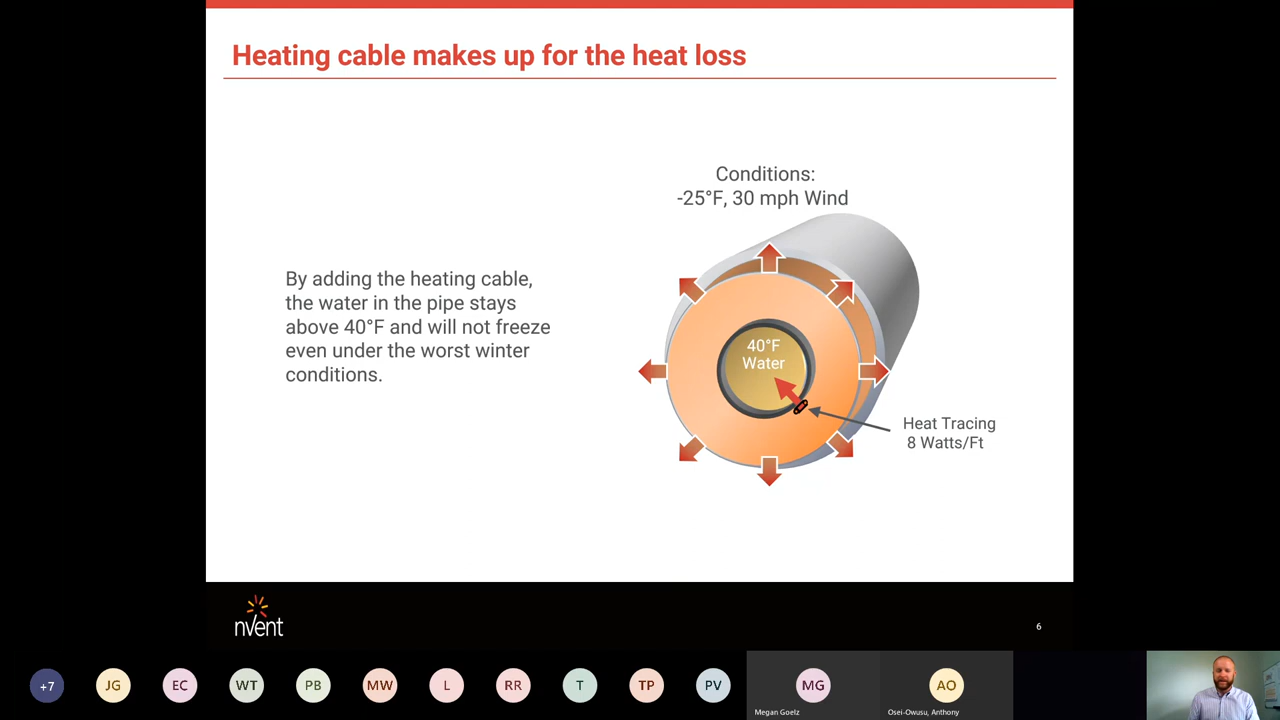 Heating cable makes up for the heat loss
Conditions:
-25°F, 30 mph Wind
By adding the heating cable,
the water in the pipe stays
above 40°F and will not freeze
even under the worst winter
conditions.
40°F
Water
Heat Tracing
8 Watts/Ft
nvent
6
+7
JG
EC
WT
PB
MW
L
RR
T
TP
PV
MG
AO
Megan Goelz
Osei-Owusu, Anthony